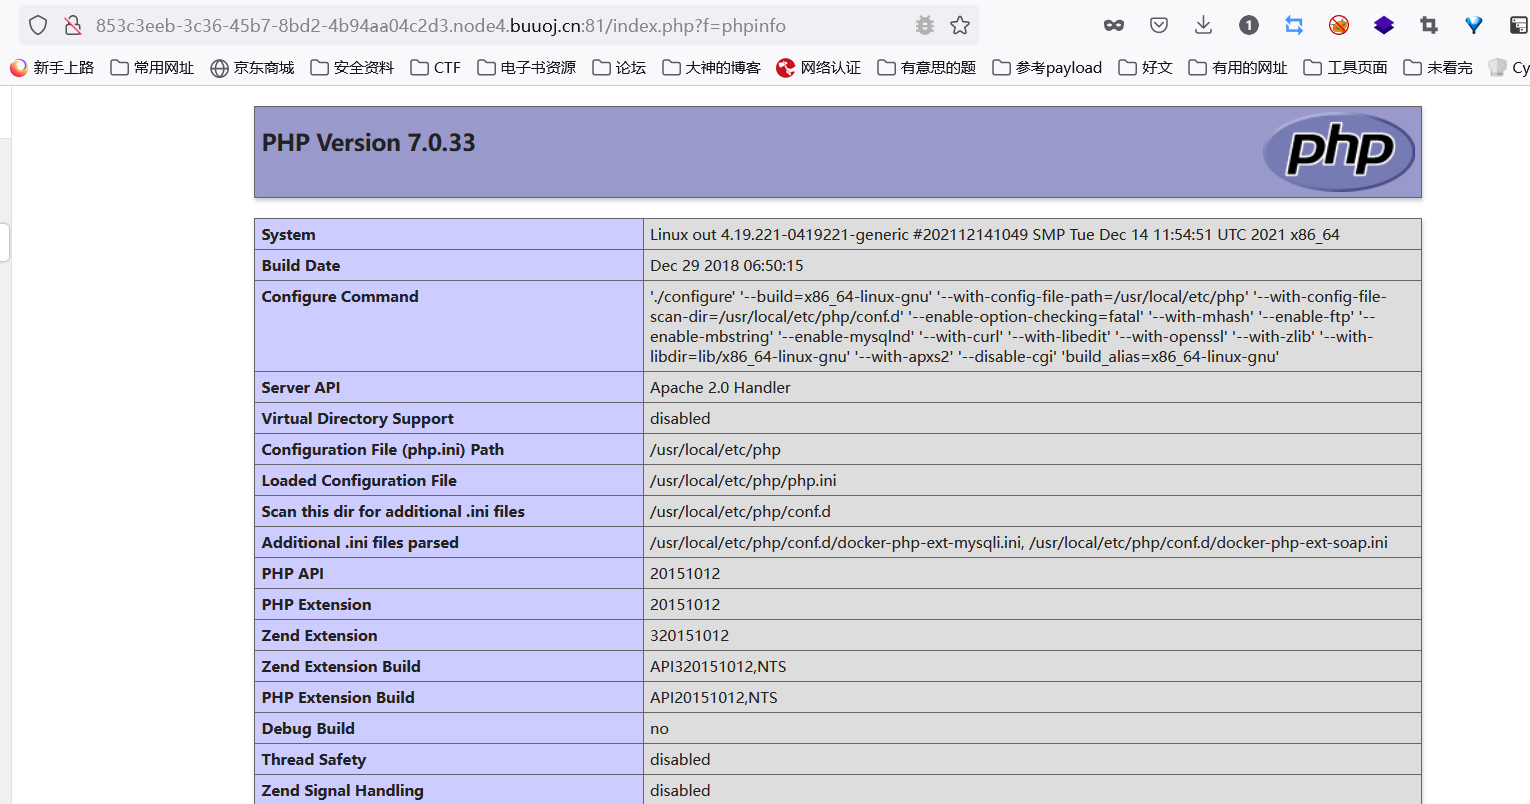 853c3eeb-3c36-45b7-8bd2-4b94aa04c2d3.node4.buuoj.cn:81/index.php?f=phpinfo
1
新手上路 常用网址 京东商城 安全资料 CTF 电子书资源 论坛 大神的博客 网络认证 有意思的题 参考payload 好文 有用的网址 工具页面 未看完 Cy
PHP Version 7.0.33
php
System Linux out 4.19.221-0419221-generic #202112141049 SMP Tue Dec 14 11:54:51 UTC 2021 x86_64
Build Date Dec 29 2018 06:50:15
Configure Command './configure' '--build=x86_64-linux-gnu' '--with-config-file-path=/usr/local/etc/php' '--with-config-file-
scan-dir=/usr/local/etc/php/conf.d' '--enable-option-checking=fatal' '--with-mhash' '--enable-ftp' '--
enable-mbstring' '--enable-mysqlnd' '--with-curl' '--with-libedit' '--with-openssl' '--with-zlib' '--with-
libdir=lib/x86_64-linux-gnu' '--with-apxs2' '--disable-cgi' 'build_alias=x86_64-linux-gnu'
Server API Apache 2.0 Handler
Virtual Directory Support disabled
Configuration File (php.ini) Path /usr/local/etc/php
Loaded Configuration File /usr/local/etc/php/php.ini
Scan this dir for additional .ini files /usr/local/etc/php/conf.d
Additional .ini files parsed /usr/local/etc/php/conf.d/docker-php-ext-mysqli.ini, /usr/local/etc/php/conf.d/docker-php-ext-soap.ini
PHP API 20151012
PHP Extension 20151012
Zend Extension 320151012
Zend Extension Build API320151012,NTS
PHP Extension Build API20151012,NTS
Debug Build no
Thread Safety disabled
Zend Signal Handling disabled